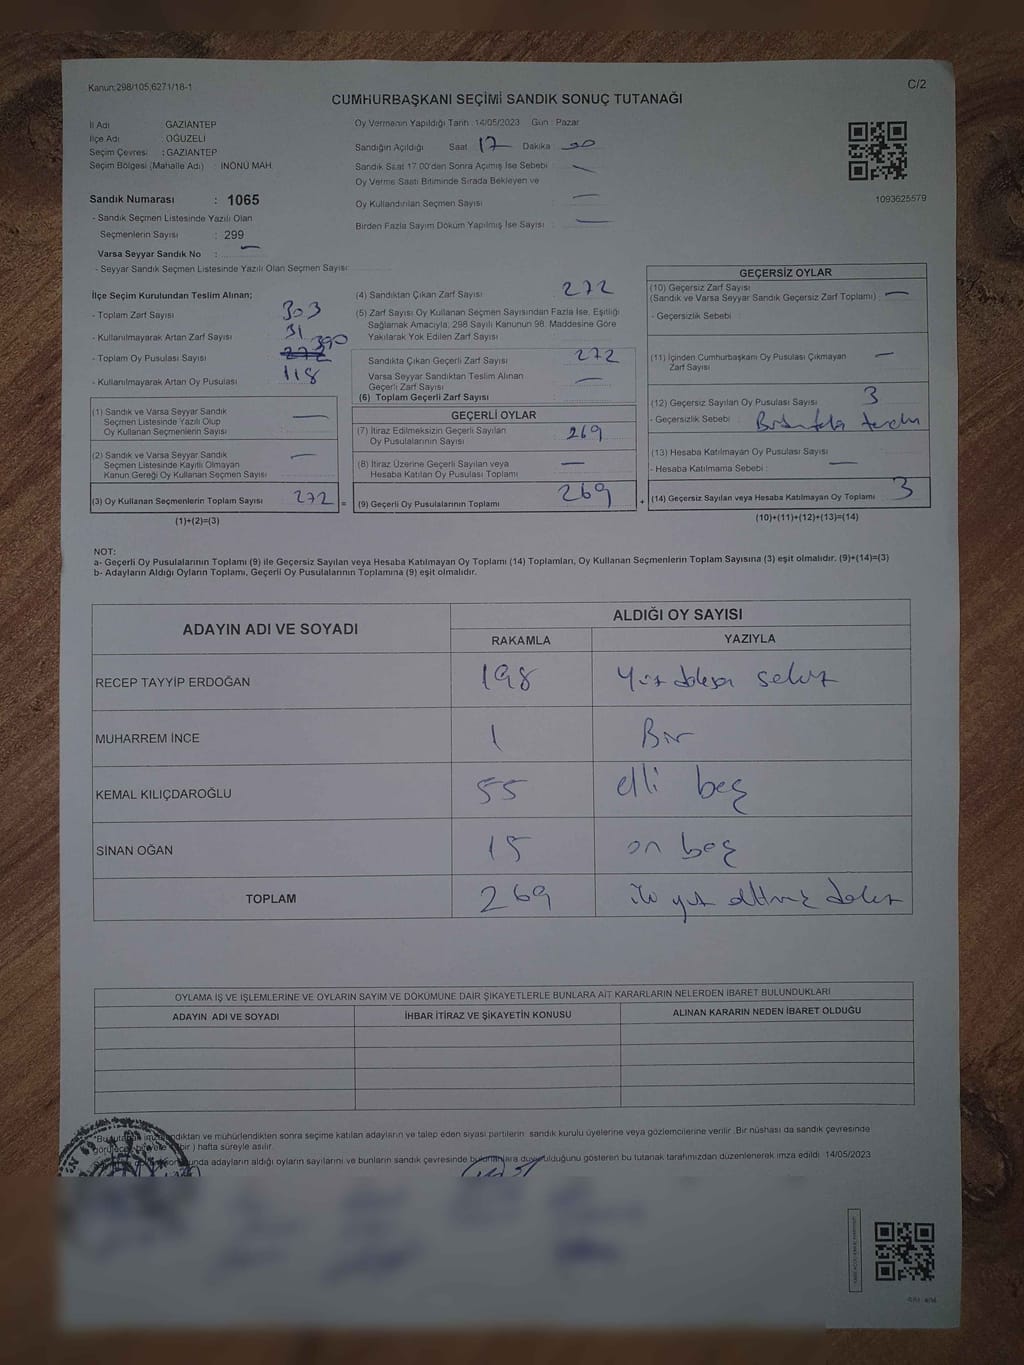 Kanun;298/105,6271/18-1
C/2
CUMHURBAŞKANI SEÇİMİ SANDIK SONUÇ TUTANAĞI
İl Adı : GAZİANTEP
İlçe Adı : OĞUZELİ
Seçim Çevresi : GAZİANTEP
Seçim Bölgesi (Mahalle Adı) : İNÖNÜ MAH.
Sandık Numarası : 1065
- Sandık Seçmen Listesinde Yazılı Olan
Seçmenlerin Sayısı : 299
Varsa Seyyar Sandık No : —
- Seyyar Sandık Seçmen Listesinde Yazılı Olan Seçmen Sayısı:
Oy Vermenin Yapıldığı Tarih :14/05/2023 Gün : Pazar
Sandığın Açıldığı Saat 17 Dakika
Sandık Saat 17.00'den Sonra Açılmış İse Sebebi : —
Oy Verme Saati Bitiminde Sırada Bekleyen ve
Oy Kullandırılan Seçmen Sayısı : —
Birden Fazla Sayım Döküm Yapılmış İse Sayısı : —
1093625579
İlçe Seçim Kurulundan Teslim Alınan;
- Toplam Zarf Sayısı : 303
- Kullanılmayarak Artan Zarf Sayısı : 31
- Toplam Oy Pusulası Sayısı : 272 390
- Kullanılmayarak Artan Oy Pusulası : 118
(1) Sandık ve Varsa Seyyar Sandık
Seçmen Listesinde Yazılı Olup
Oy Kullanan Seçmenlerin Sayısı : —
(2) Sandık ve Varsa Seyyar Sandık
Seçmen Listesinde Kayıtlı Olmayan
Kanun Gereği Oy Kullanan Seçmen Sayısı : —
(3) Oy Kullanan Seçmenlerin Toplam Sayısı : 272 =
(1)+(2)=(3)
(4) Sandıktan Çıkan Zarf Sayısı : 272
(5) Zarf Sayısı Oy Kullanan Seçmen Sayısından Fazla İse, Eşitliği
Sağlamak Amacıyla, 298 Sayılı Kanunun 98. Maddesine Göre
Yakılarak Yok Edilen Zarf Sayısı :
Sandıkta Çıkan Geçerli Zarf Sayısı : 272
Varsa Seyyar Sandıktan Teslim Alınan
Geçerli Zarf Sayısı : —
(6) Toplam Geçerli Zarf Sayısı :
GEÇERLİ OYLAR
(7) İtiraz Edilmeksizin Geçerli Sayılan
Oy Pusulalarının Sayısı : 269
(8) İtiraz Üzerine Geçerli Sayılan veya
Hesaba Katılan Oy Pusulası Toplamı : —
(9) Geçerli Oy Pusulalarının Toplamı : 269 +
GEÇERSİZ OYLAR
(10) Geçersiz Zarf Sayısı
(Sandık ve Varsa Seyyar Sandık Geçersiz Zarf Toplamı) : —
- Geçersizlik Sebebi :
(11) İçinden Cumhurbaşkanı Oy Pusulası Çıkmayan
Zarf Sayısı : —
(12) Geçersiz Sayılan Oy Pusulası Sayısı : 3
- Geçersizlik Sebebi :
(13) Hesaba Katılmayan Oy Pusulası Sayısı :
- Hesaba Katılmama Sebebi : —
(14) Geçersiz Sayılan veya Hesaba Katılmayan Oy Toplamı : 3
(10)+(11)+(12)+(13)=(14)
NOT:
a- Geçerli Oy Pusulalarının Toplamı (9) ile Geçersiz Sayılan veya Hesaba Katılmayan Oy Toplamı (14) Toplamları, Oy Kullanan Seçmenlerin Toplam Sayısına (3) eşit olmalıdır. (9)+(14)=(3)
b- Adayların Aldığı Oyların Toplamı, Geçerli Oy Pusulalarının Toplamına (9) eşit olmalıdır.
ADAYIN ADI VE SOYADI
ALDIĞI OY SAYISI
RAKAMLA YAZIYLA
RECEP TAYYİP ERDOĞAN 198 Yüz doksan sekiz
MUHARREM İNCE 1 Bir
KEMAL KILIÇDAROĞLU 55 elli beş
SİNAN OĞAN 15 on beş
TOPLAM 269 iki yüz altmış dokuz
OYLAMA İŞ VE İŞLEMLERİNE VE OYLARIN SAYIM VE DÖKÜMÜNE DAİR ŞİKAYETLERLE BUNLARA AİT KARARLARIN NELERDEN İBARET BULUNDUKLARI
ADAYIN ADI VE SOYADI İHBAR İTİRAZ VE ŞİKAYETİN KONUSU ALINAN KARARIN NEDEN İBARET OLDUĞU
*Bu tutanak imzalandıktan ve mühürlendikten sonra seçime katılan adayların ve talep eden siyasi partilerin sandık kurulu üyelerine veya gözlemcilerine verilir .Bir nüshası da sandık çevresinde
bir ) hafta süreyle asılır.
unda adayların aldığı oyların sayılarını ve bunların sandık çevresinde bulunanlara duyurulduğunu gösteren bu tutanak tarafımızdan düzenlenerek imza edildi. 14/05/2023